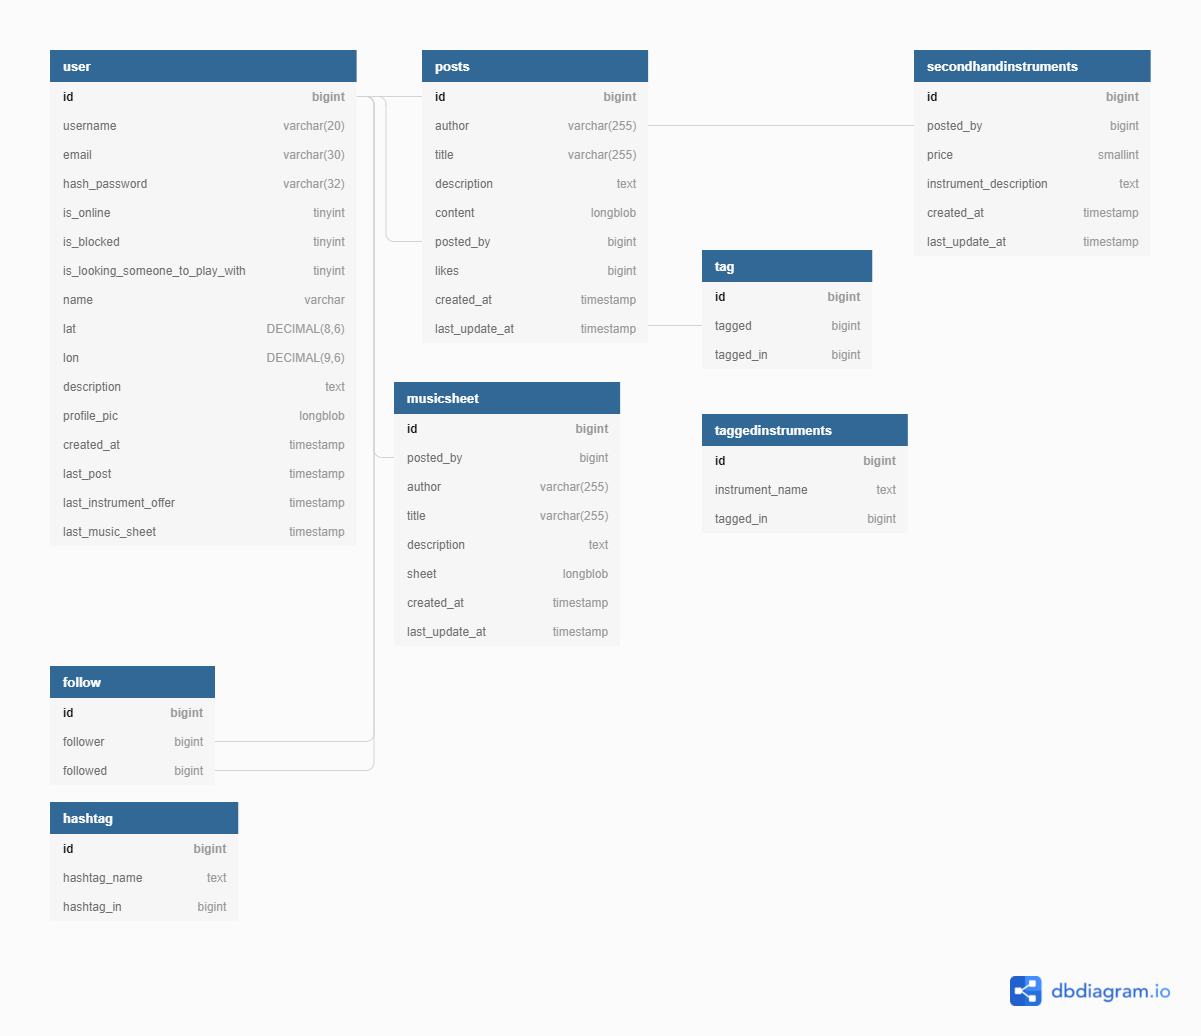 user
id bigint
username varchar(20)
email varchar(30)
hash_password varchar(32)
is_online tinyint
is_blocked tinyint
is_looking_someone_to_play_with tinyint
name varchar
lat DECIMAL(8,6)
lon DECIMAL(9,6)
description text
profile_pic longblob
created_at timestamp
last_post timestamp
last_instrument_offer timestamp
last_music_sheet timestamp
posts
id bigint
author varchar(255)
title varchar(255)
description text
content longblob
posted_by bigint
likes bigint
created_at timestamp
last_update_at timestamp
secondhandinstruments
id bigint
posted_by bigint
price smallint
instrument_description text
created_at timestamp
last_update_at timestamp
tag
id bigint
tagged bigint
tagged_in bigint
musicsheet
id bigint
posted_by bigint
author varchar(255)
title varchar(255)
description text
sheet longblob
created_at timestamp
last_update_at timestamp
taggedinstruments
id bigint
instrument_name text
tagged_in bigint
follow
id bigint
follower bigint
followed bigint
hashtag
id bigint
hashtag_name text
hashtag_in bigint
dbdiagram.io